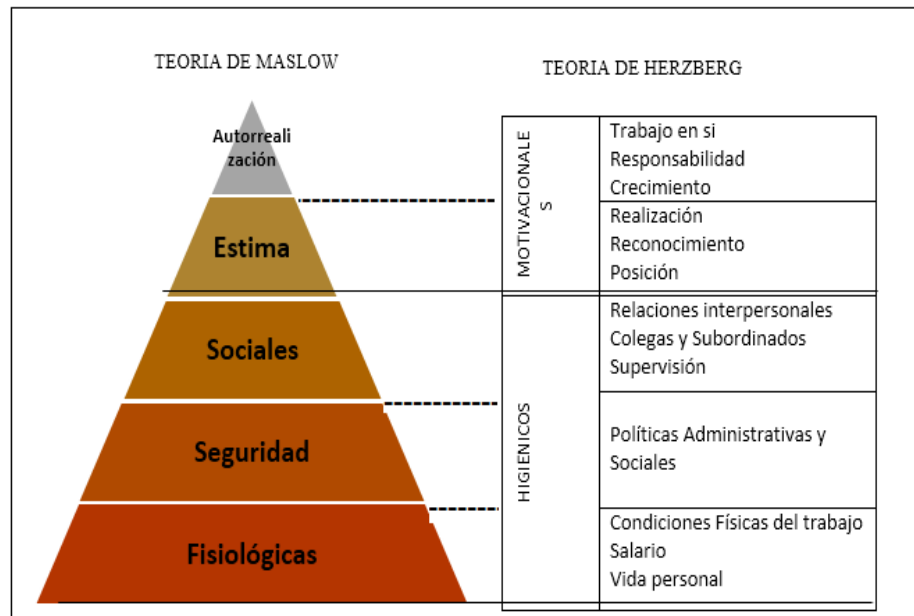 TEORIA DE MASLOW
Autorreali
zación
Estima
Sociales
Seguridad
Fisiológicas
TEORIA DE HERZBERG
MOTIVACIONALE
S
Trabajo en si
Responsabilidad
Crecimiento
Realización
Reconocimiento
Posición
HIGIENICOS
Relaciones interpersonales
Colegas y Subordinados
Supervisión
Políticas Administrativas y
Sociales
Condiciones Físicas del trabajo
Salario
Vida personal